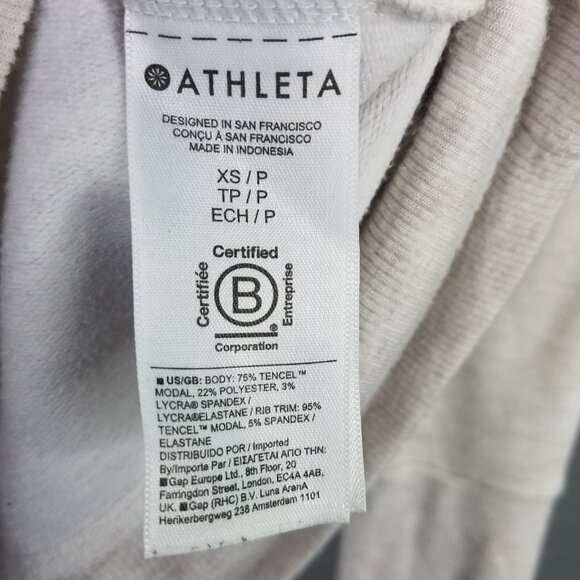 ATHLETA
DESIGNED IN SAN FRANCISCO
CONÇU À SAN FRANCISCO
MADE IN INDONESIA
XS / P
TP / P
ECH / P
Certified
Certifiée
B
®
Entreprise
Corporation
US/GB: BODY: 75% TENCEL™
MODAL, 22% POLYESTER, 3%
LYCRA® SPANDEX /
LYCRA®ELASTANE / RIB TRIM: 95%
TENCEL™ MODAL, 5% SPANDEX /
ELASTANE
DISTRIBUIDO POR / Imported
By/Importe Par / ΕΙΣΑΓΕΤΑΙ ΑΠΟ ΤΗΝ:
Gap Europe Ltd., 8th Floor, 20
Farringdon Street, London, EC4A 4AB,
UK. Gap (RHC) B.V. Luna ArenA
Herikerbergweg 238 Amsterdam 1101